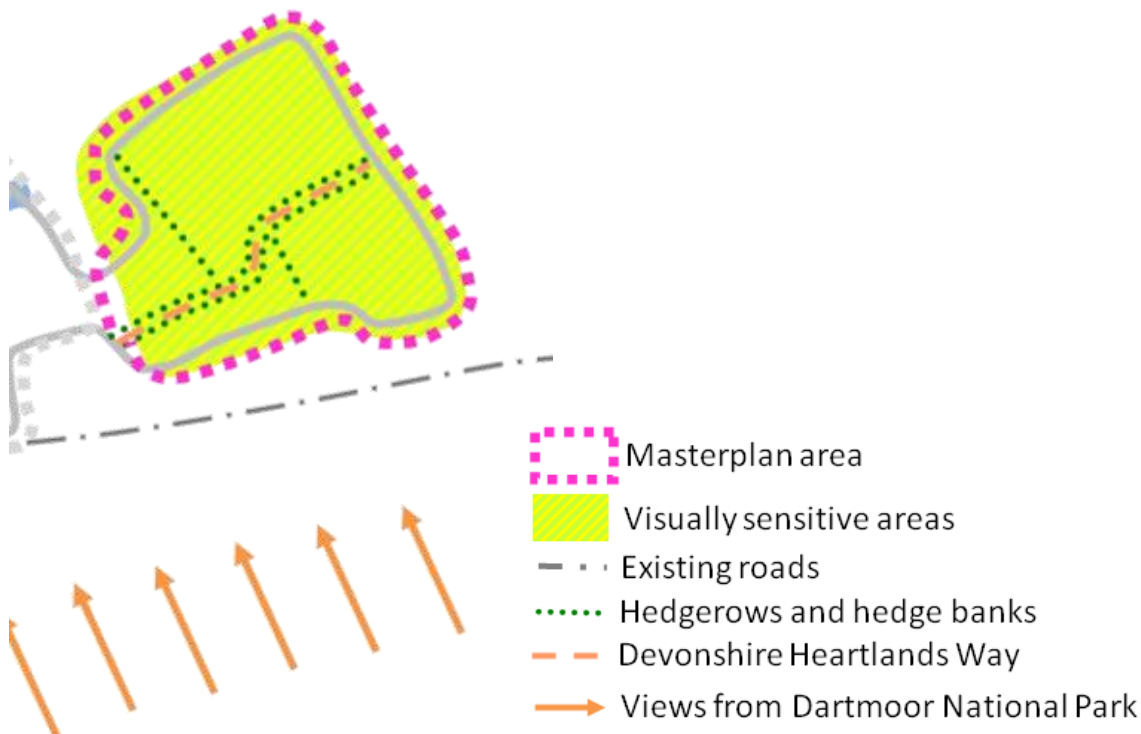 Masterplan area
Visually sensitive areas
Existing roads
Hedgerows and hedge banks
Devonshire Heartlands Way
Views from Dartmoor National Park